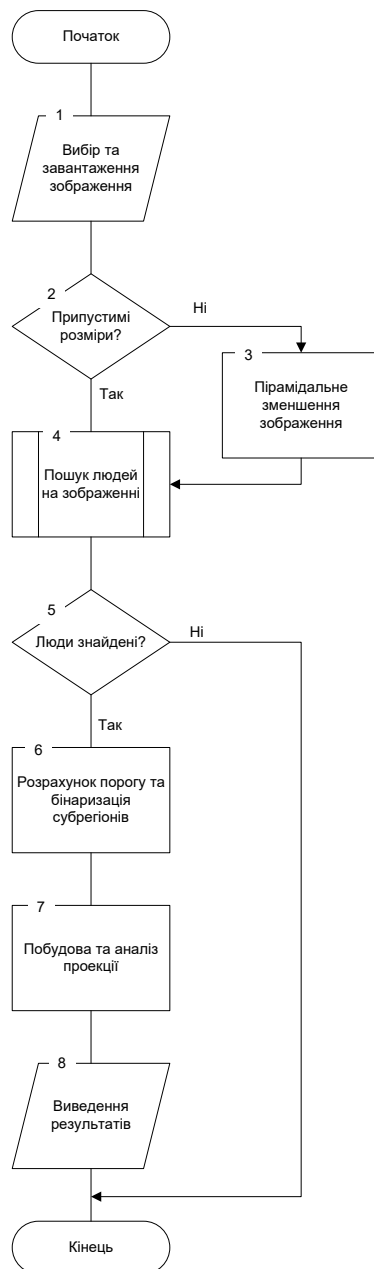 Початок
1
Вибір та
завантаження
зображення
2
Припустимі
розміри?
Ні
3
Пірамідальне
зменшення
зображення
Так
4
Пошук людей
на зображенні
5
Люди знайдені?
Ні
Так
6
Розрахунок порогу та
бінаризація
субрегіонів
7
Побудова та аналіз
проекції
8
Виведення
результатів
Кінець